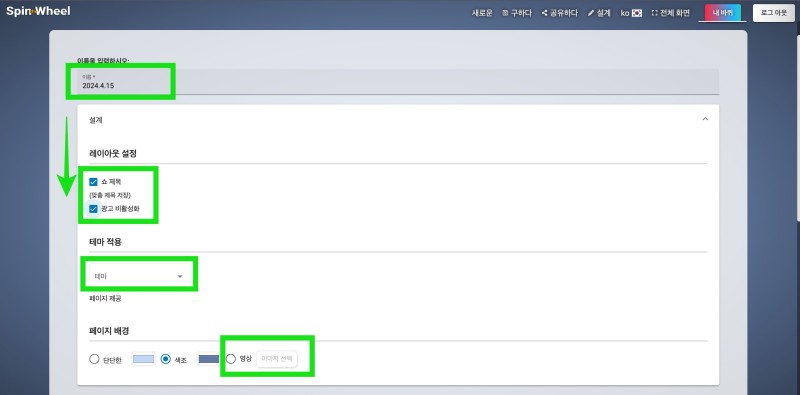 Spin Wheel
새로운 구하다 공유하다 설계 ko 전체 화면 내 바퀴 로그 아웃
이름을 입력하시오:
이름 *
2024.4.15
설계
레이아웃 설정
쇼 제목
(맞춤 제목 저장)
광고 비활성화
테마 적용
테마
페이지 제공
페이지 배경
단단한 색조 영상 이미지 선택